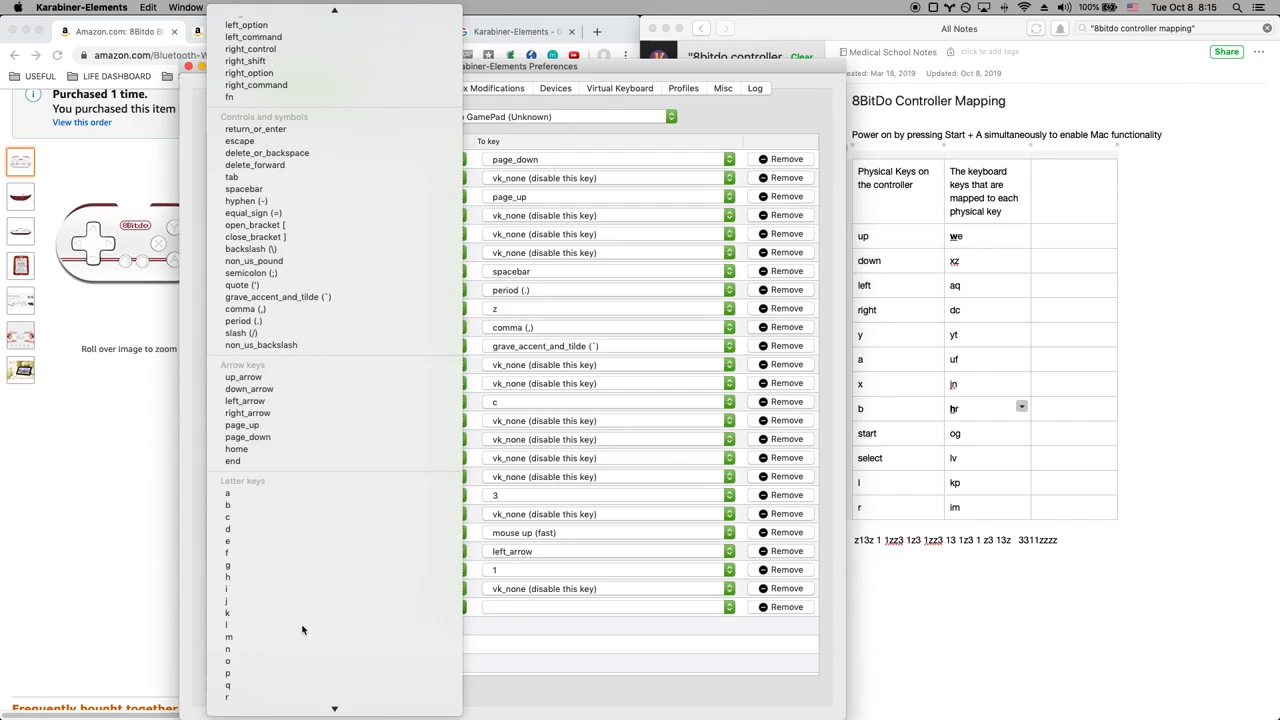 Karabiner-Elements Edit Window
100% Tue Oct 8 8:15
Amazon.com: 8Bitdo Blu
Karabiner-Elements - G
amazon.com/Bluetooth-W
USEFUL LIFE DASHBOARD
Purchased 1 time.
You purchased this item
View this order
8Bitdo
Y
X
A
Roll over image to zoom
Frequently bought together
left_option
left_command
right_control
right_shift
right_option
right_command
fn
Controls and symbols
return_or_enter
escape
delete_or_backspace
delete_forward
tab
spacebar
hyphen (-)
equal_sign (=)
open_bracket [
close_bracket ]
backslash (\)
non_us_pound
semicolon (;)
quote (')
grave_accent_and_tilde (`)
comma (,)
period (.)
slash (/)
non_us_backslash
Arrow keys
up_arrow
down_arrow
left_arrow
right_arrow
page_up
page_down
home
end
Letter keys
a
b
c
d
e
f
g
h
i
j
k
l
m
n
o
p
q
r
biner-Elements Preferences
x Modifications Devices Virtual Keyboard Profiles Misc Log
GamePad (Unknown)
To key
page_down Remove
vk_none (disable this key) Remove
page_up Remove
vk_none (disable this key) Remove
vk_none (disable this key) Remove
vk_none (disable this key) Remove
spacebar Remove
period (.) Remove
z Remove
comma (,) Remove
grave_accent_and_tilde (`) Remove
vk_none (disable this key) Remove
vk_none (disable this key) Remove
c Remove
vk_none (disable this key) Remove
vk_none (disable this key) Remove
vk_none (disable this key) Remove
vk_none (disable this key) Remove
3 Remove
vk_none (disable this key) Remove
mouse up (fast) Remove
left_arrow Remove
1 Remove
vk_none (disable this key) Remove
Remove
All Notes
"8bitdo controller mapping"
"8bitdo controller Clear
Medical School Notes click to add tags Share
eated: Mar 18, 2019 Updated: Oct 8, 2019
8BitDo Controller Mapping
Power on by pressing Start + A simultaneously to enable Mac functionality
Physical Keys on the controller
The keyboard keys that are mapped to each physical key
up we
down xz
left aq
right dc
y yt
a uf
x jn
b hr
start og
select lv
l kp
r im
z13z 1 1zz3 1z3 1zz3 13 1z3 1 z3 13z 3311zzzz